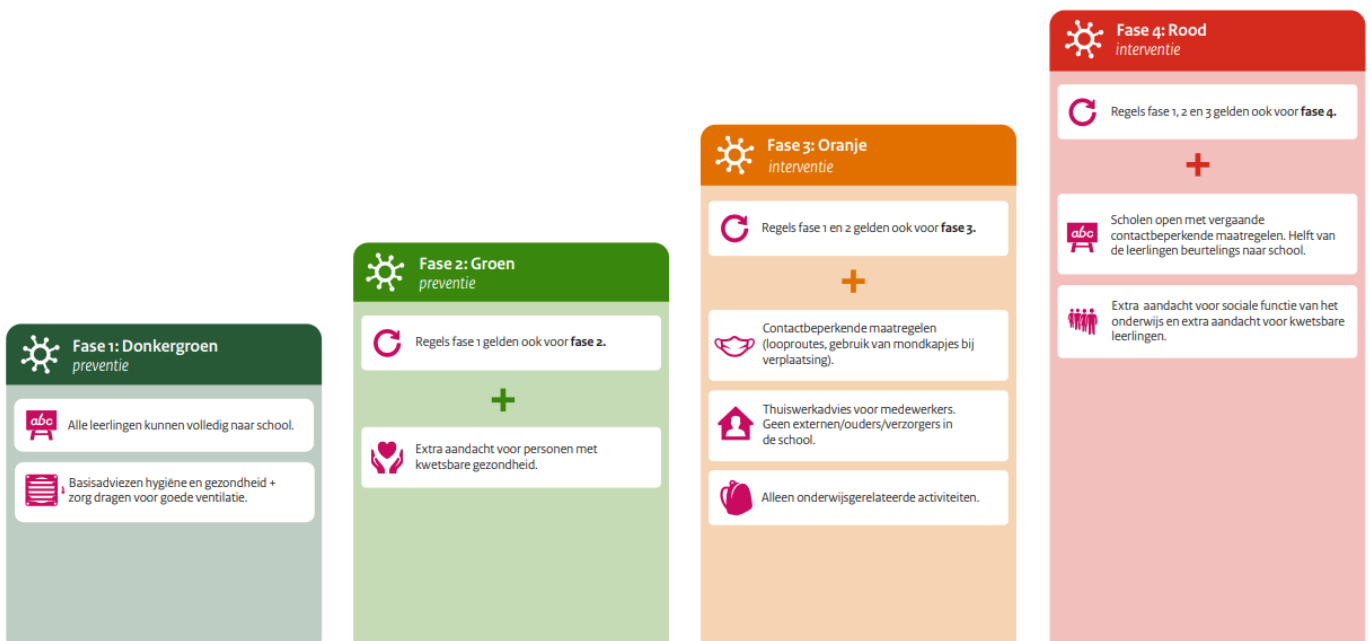 Fase 1: Donkergroen
preventie
abc
Alle leerlingen kunnen volledig naar school.
Basisadviezen hygiëne en gezondheid +
zorg dragen voor goede ventilatie.
Fase 2: Groen
preventie
Regels fase 1 gelden ook voor fase 2.
+
Extra aandacht voor personen met
kwetsbare gezondheid.
Fase 3: Oranje
interventie
Regels fase 1 en 2 gelden ook voor fase 3.
+
Contactbeperkende maatregelen
(looproutes, gebruik van mondkapjes bij
verplaatsing).
Thuiswerkadvies voor medewerkers.
Geen externen/ouders/verzorgers in
de school.
Alleen onderwijsgerelateerde activiteiten.
Fase 4: Rood
interventie
Regels fase 1, 2 en 3 gelden ook voor fase 4.
+
abc
Scholen open met vergaande
contactbeperkende maatregelen. Helft van
de leerlingen beurtelings naar school.
Extra aandacht voor sociale functie van het
onderwijs en extra aandacht voor kwetsbare
leerlingen.